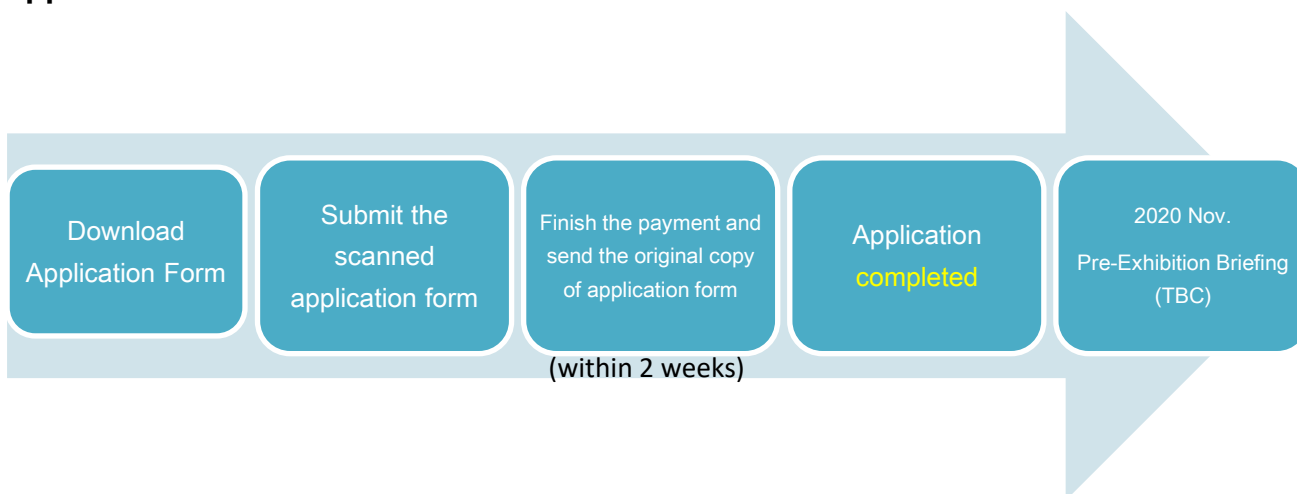 Download
Application Form
Submit the
scanned
application form
Finish the payment and
send the original copy
of application form
(within 2 weeks)
Application
completed
2020 Nov.
Pre-Exhibition Briefing
(TBC)